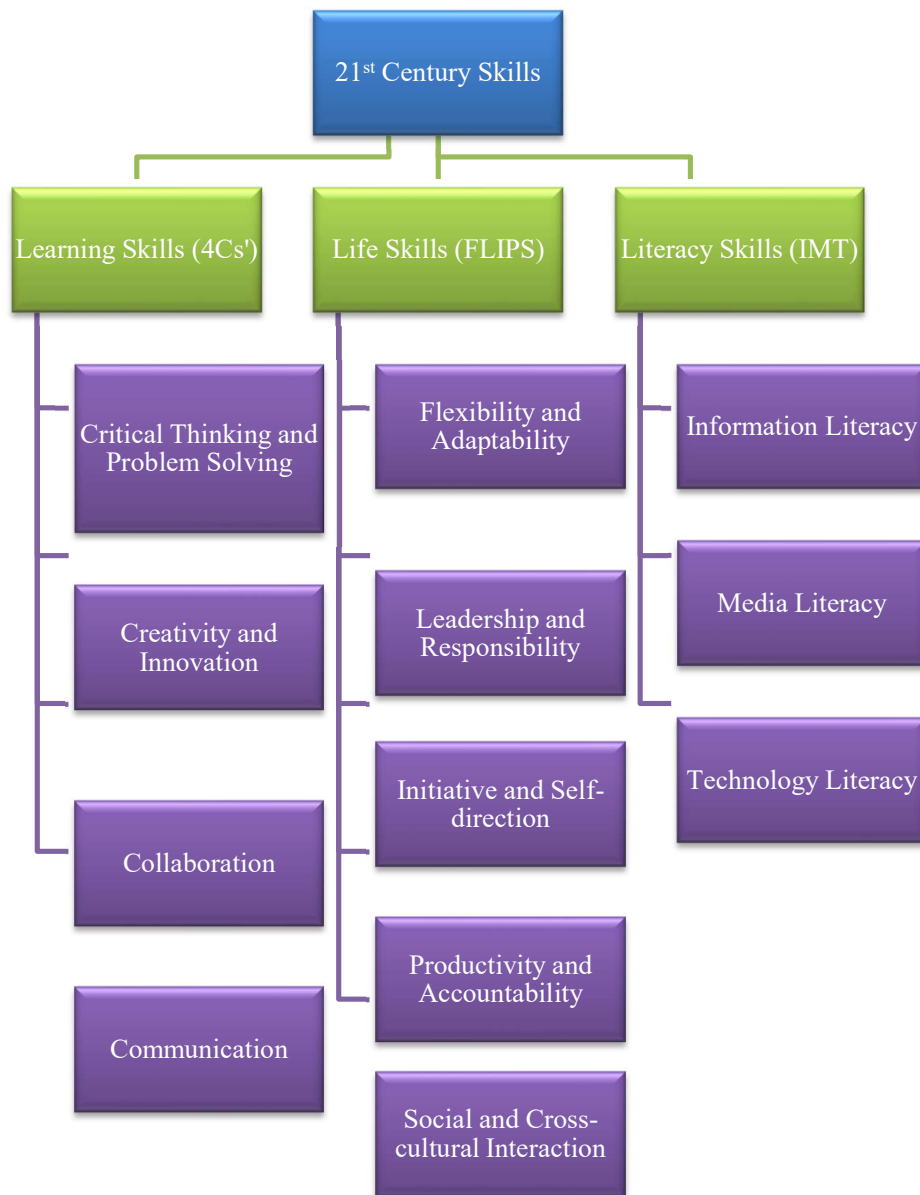 21st Century Skills
Learning Skills (4Cs')
Critical Thinking and
Problem Solving
Creativity and
Innovation
Collaboration
Communication
Life Skills (FLIPS)
Flexibility and
Adaptability
Leadership and
Responsibility
Initiative and Self-
direction
Productivity and
Accountability
Social and Cross-
cultural Interaction
Literacy Skills (IMT)
Information Literacy
Media Literacy
Technology Literacy